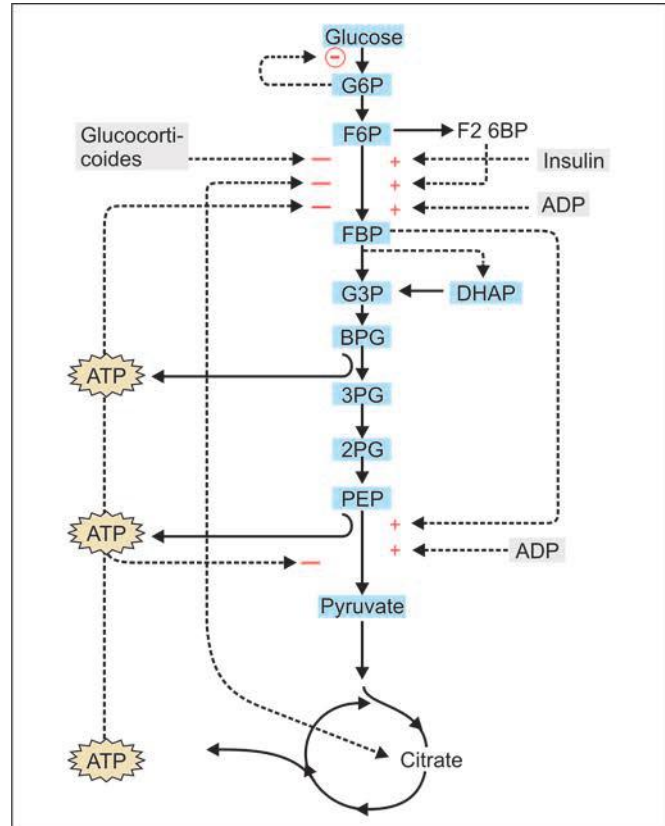 Glucose
−
G6P
F6P
F2 6BP
Glucocorti-
coides
−
+
Insulin
−
+
−
+
ADP
FBP
G3P
DHAP
BPG
ATP
3PG
2PG
PEP
+
ATP
−
+
ADP
Pyruvate
ATP
Citrate